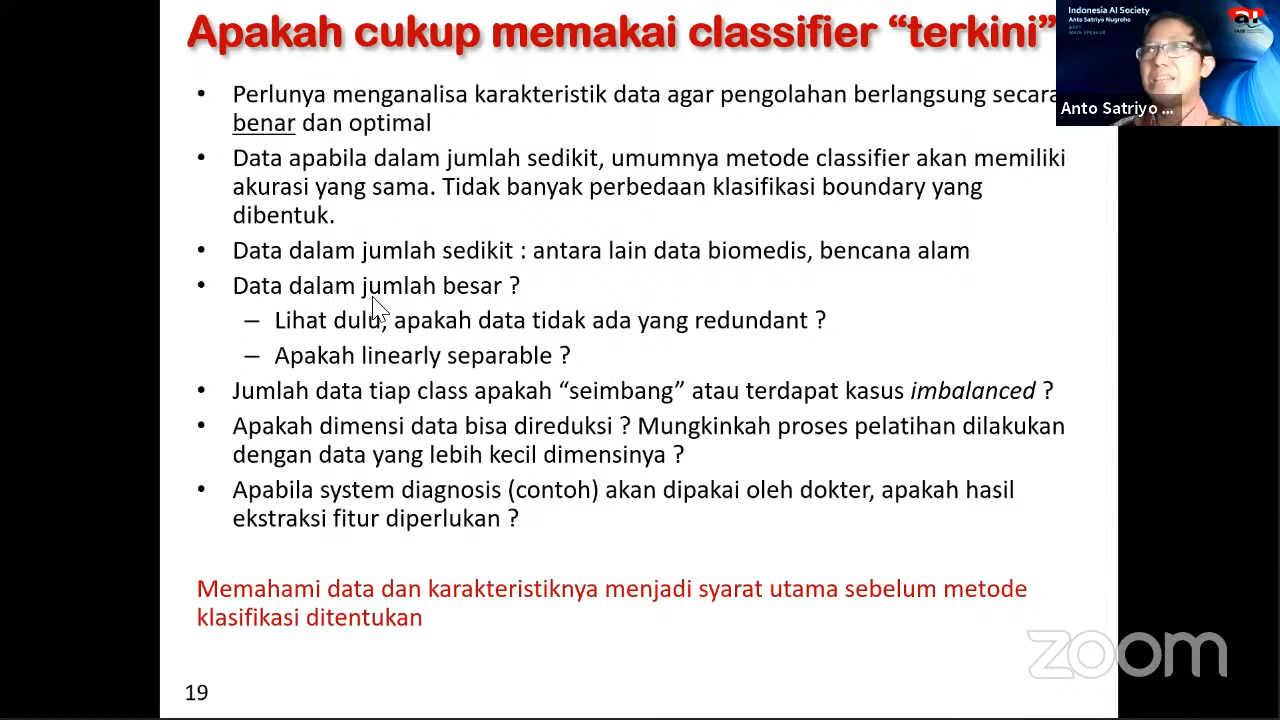 Apakah cukup memakai classifier “terkini”
• Perlunya menganalisa karakteristik data agar pengolahan berlangsung secara
benar dan optimal
• Data apabila dalam jumlah sedikit, umumnya metode classifier akan memiliki
akurasi yang sama. Tidak banyak perbedaan klasifikasi boundary yang
dibentuk.
• Data dalam jumlah sedikit : antara lain data biomedis, bencana alam
• Data dalam jumlah besar ?
– Lihat dulu, apakah data tidak ada yang redundant ?
– Apakah linearly separable ?
• Jumlah data tiap class apakah “seimbang” atau terdapat kasus imbalanced ?
• Apakah dimensi data bisa direduksi ? Mungkinkah proses pelatihan dilakukan
dengan data yang lebih kecil dimensinya ?
• Apabila system diagnosis (contoh) akan dipakai oleh dokter, apakah hasil
ekstraksi fitur diperlukan ?
Memahami data dan karakteristiknya menjadi syarat utama sebelum metode
klasifikasi ditentukan
19
Indonesia AI Society
Anto Satriyo Nugroho
BPPT
MAIN SPEAKER
ai
IAIS
Anto Satriyo ...
zoom